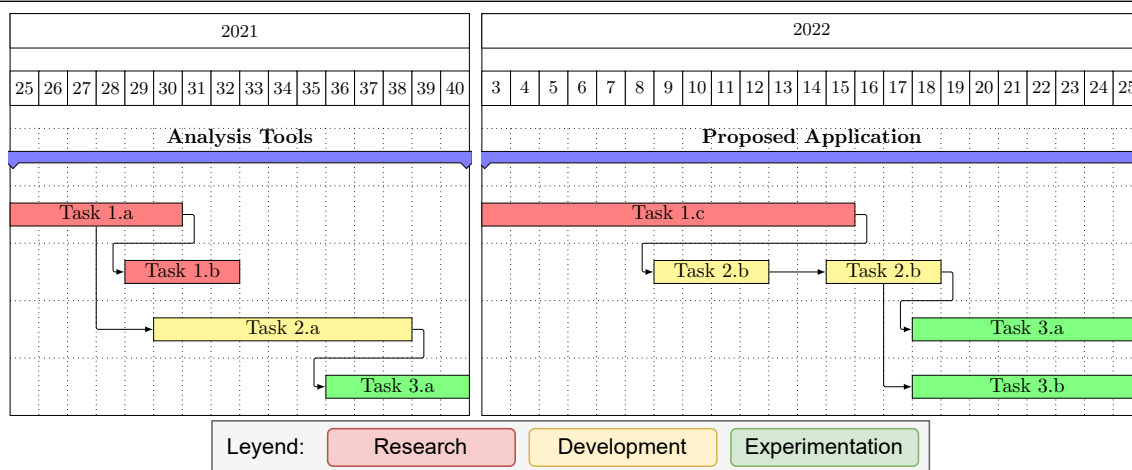 2021 2022
25 26 27 28 29 30 31 32 33 34 35 36 37 38 39 40 3 4 5 6 7 8 9 10 11 12 13 14 15 16 17 18 19 20 21 22 23 24 25
Analysis Tools Proposed Application
Task 1.a Task 1.c
Task 1.b Task 2.b Task 2.b
Task 2.a Task 3.a
Task 3.a Task 3.b
Leyend: Research Development Experimentation